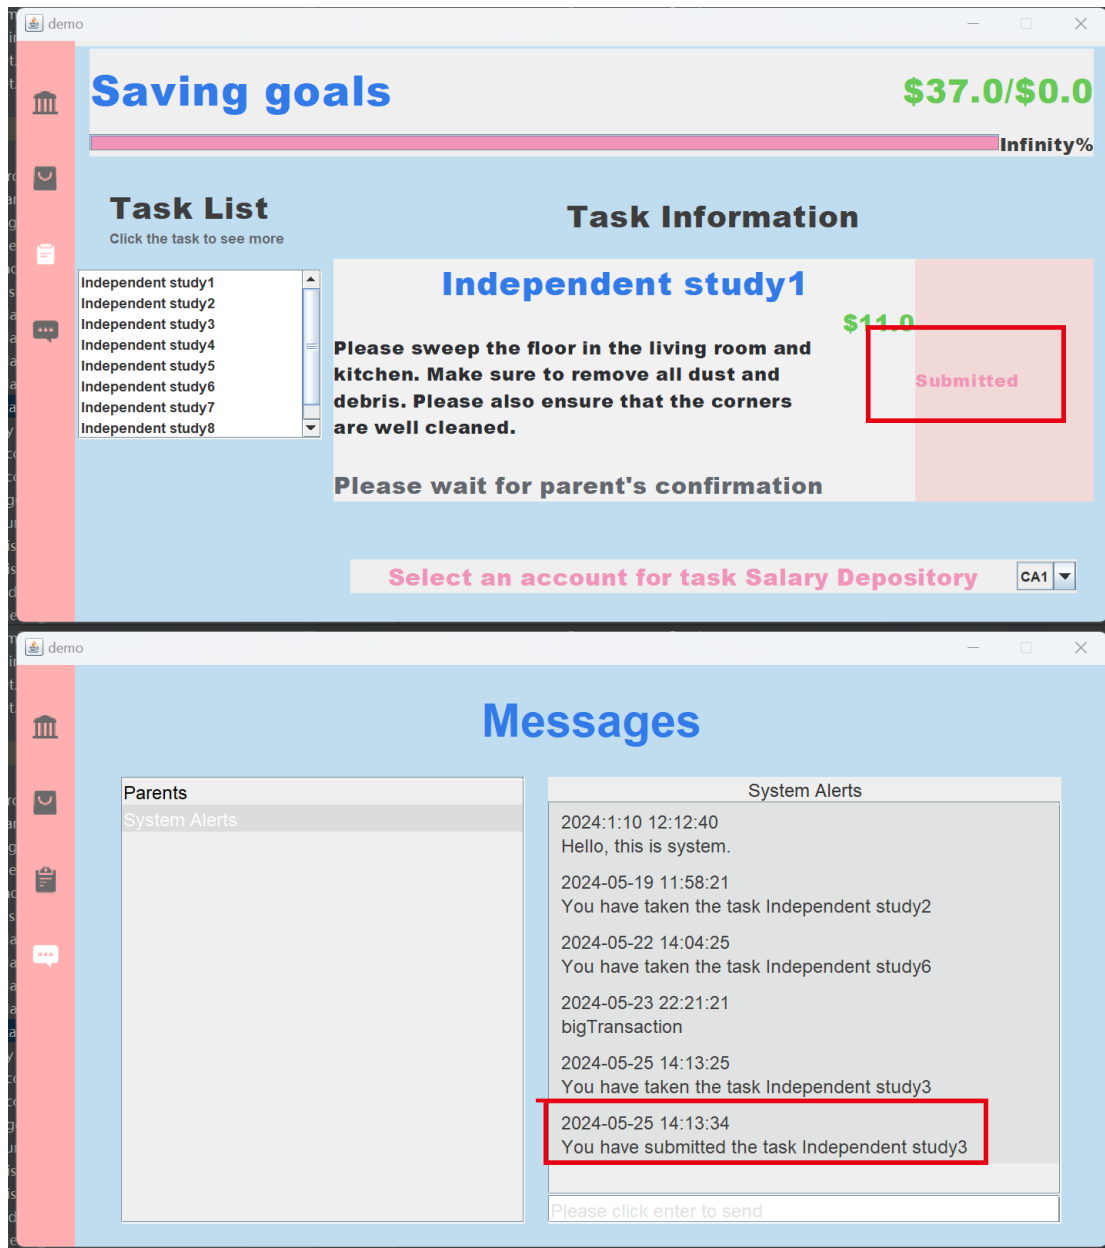 demo
Saving goals
$37.0/$0.0
Infinity%
Task List
Click the task to see more
Task Information
Independent study1
Independent study2
Independent study3
Independent study4
Independent study5
Independent study6
Independent study7
Independent study8
Independent study1
$11.0
Please sweep the floor in the living room and
kitchen. Make sure to remove all dust and
debris. Please also ensure that the corners
are well cleaned.
Submitted
Please wait for parent's confirmation
Select an account for task Salary Depository
CA1
demo
Messages
Parents
System Alerts
System Alerts
2024:1:10 12:12:40
Hello, this is system.
2024-05-19 11:58:21
You have taken the task Independent study2
2024-05-22 14:04:25
You have taken the task Independent study6
2024-05-23 22:21:21
bigTransaction
2024-05-25 14:13:25
You have taken the task Independent study3
2024-05-25 14:13:34
You have submitted the task Independent study3
Please click enter to send